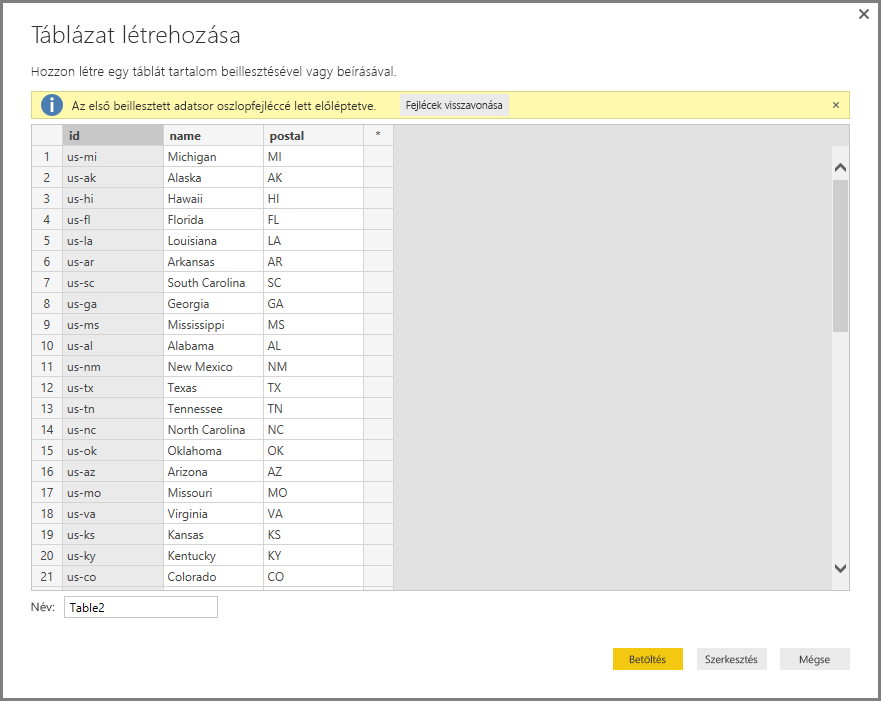 Táblázat létrehozása
Hozzon létre egy táblát tartalom beillesztésével vagy beírásával.
Az első beillesztett adatsor oszlopfejléccé lett előléptetve. Fejlécek visszavonása
id name postal *
1 us-mi Michigan MI
2 us-ak Alaska AK
3 us-hi Hawaii HI
4 us-fl Florida FL
5 us-la Louisiana LA
6 us-ar Arkansas AR
7 us-sc South Carolina SC
8 us-ga Georgia GA
9 us-ms Mississippi MS
10 us-al Alabama AL
11 us-nm New Mexico NM
12 us-tx Texas TX
13 us-tn Tennessee TN
14 us-nc North Carolina NC
15 us-ok Oklahoma OK
16 us-az Arizona AZ
17 us-mo Missouri MO
18 us-va Virginia VA
19 us-ks Kansas KS
20 us-ky Kentucky KY
21 us-co Colorado CO
Név: Table2
Betöltés Szerkesztés Mégse